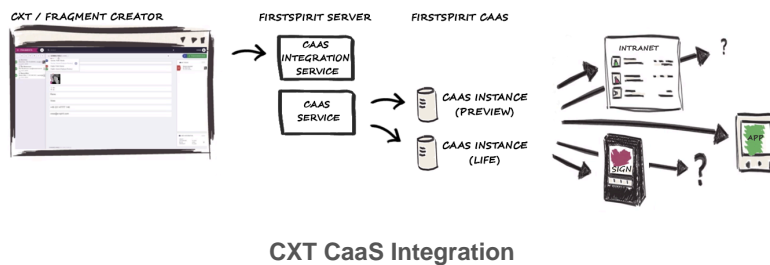 CXT / FRAGMENT CREATOR
FIRSTSPIRIT SERVER
FIRSTSPIRIT CAAS
CAAS
INTEGRATION
SERVICE
CAAS
SERVICE
CAAS INSTANCE
(PREVIEW)
CAAS INSTANCE
(LIFE)
INTRANET
?
SIGN
?
APP
CXT CaaS Integration